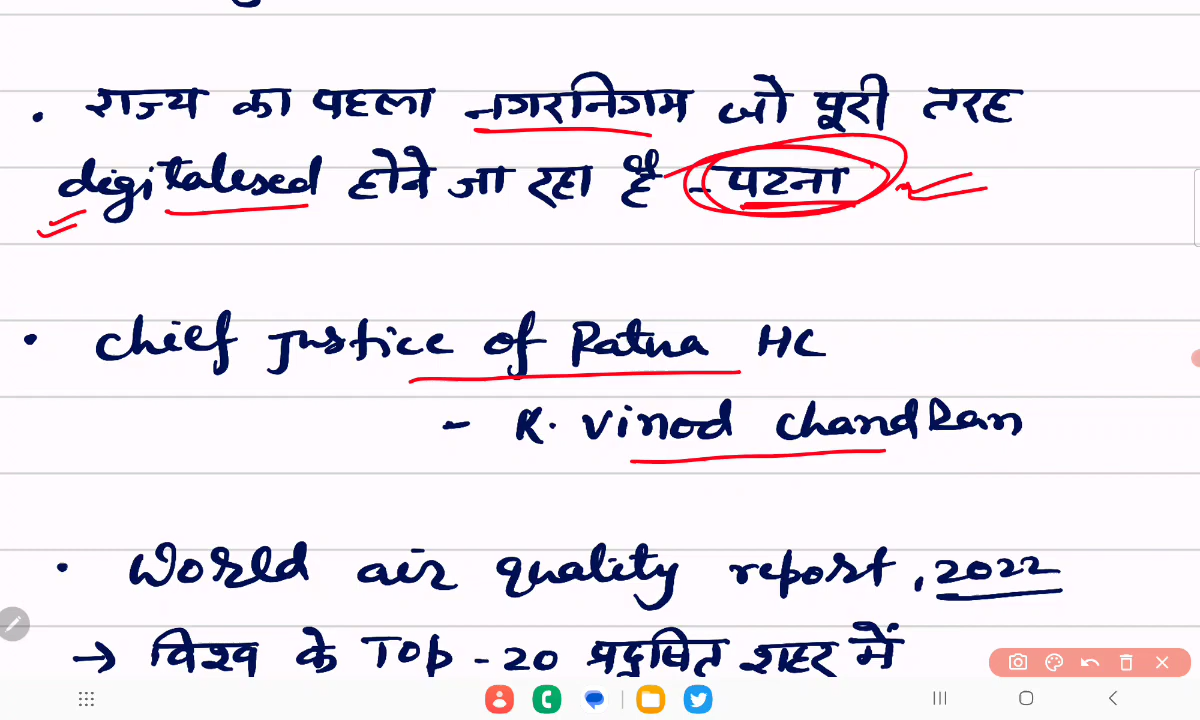 • राज्य का पहला नगरनिगम जो पूरी तरह
digitalesed होने जा रहा है - पटना
• Chief Justice of Patna HC
- K. Vinod Chandran
• World air quality report, 2022
→ विश्व के Top-20 प्रदूषित शहर में